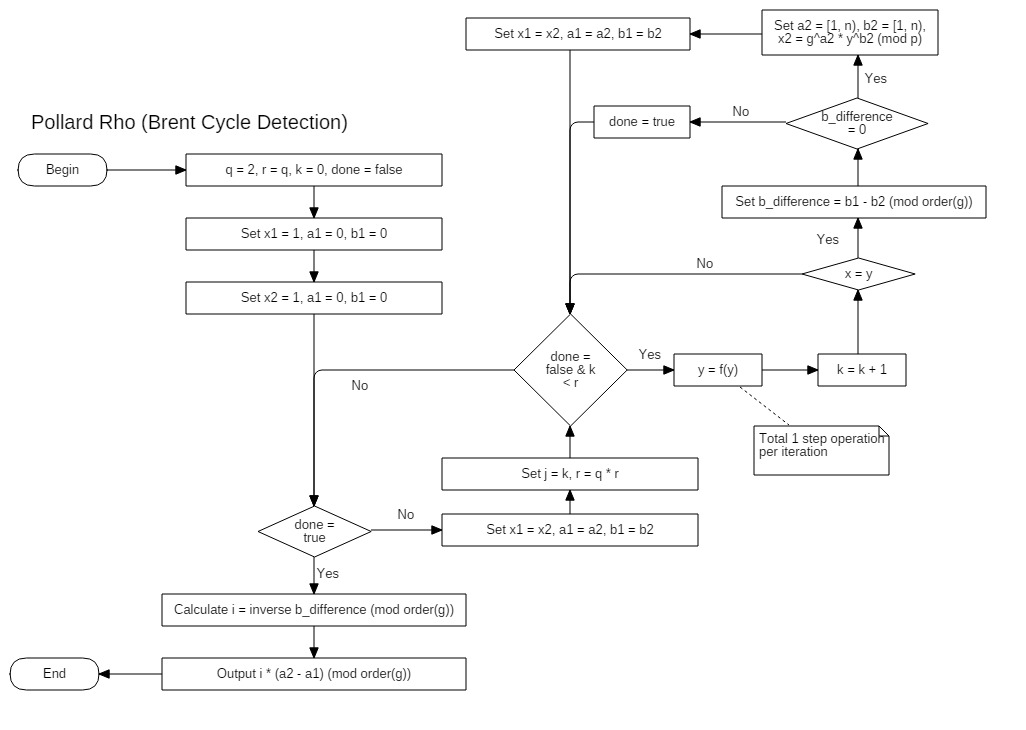 Pollard Rho (Brent Cycle Detection)
Begin
q = 2, r = q, k = 0, done = false
Set x1 = 1, a1 = 0, b1 = 0
Set x2 = 1, a1 = 0, b1 = 0
No
done =
true
No
Yes
Calculate i = inverse b_difference (mod order(g))
Output i * (a2 - a1) (mod order(g))
End
Set x1 = x2, a1 = a2, b1 = b2
Set j = k, r = q * r
done =
false & k
< r
Yes
y = f(y)
Total 1 step operation
per iteration
k = k + 1
x = y
No
Yes
Set b_difference = b1 - b2 (mod order(g))
b_difference
= 0
No
done = true
Yes
Set a2 = [1, n), b2 = [1, n),
x2 = g^a2 * y^b2 (mod p)
Set x1 = x2, a1 = a2, b1 = b2